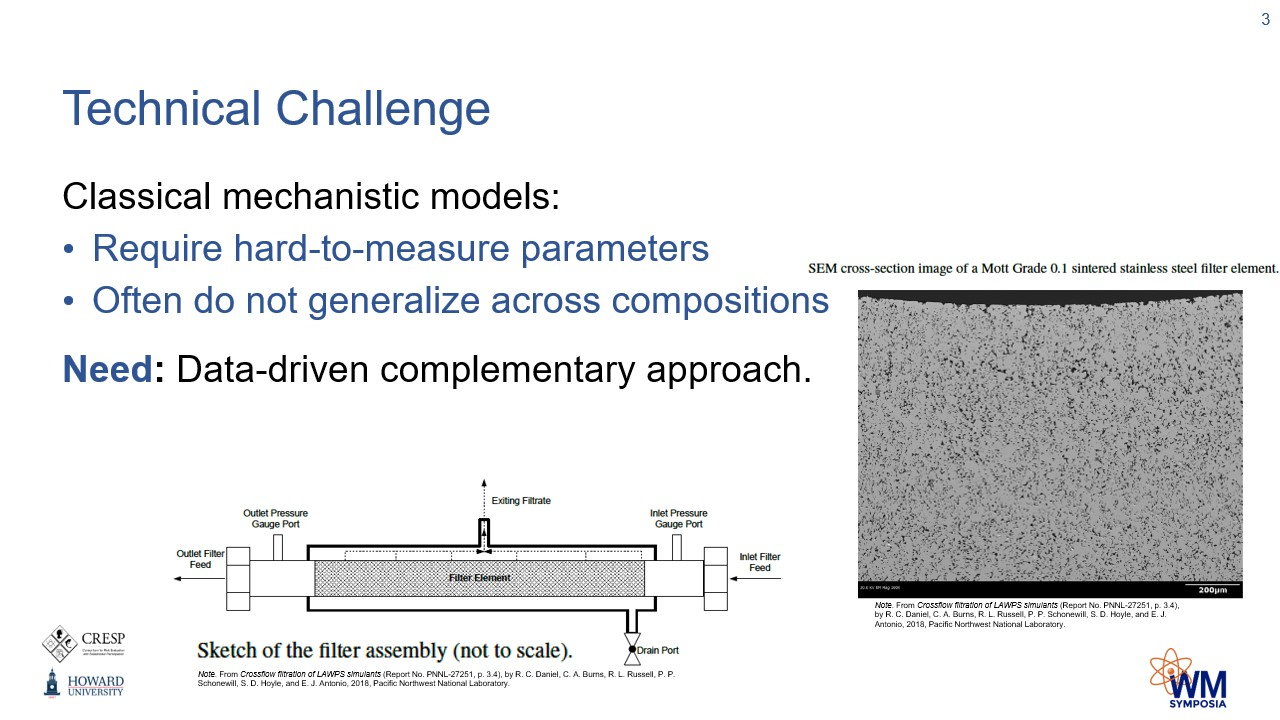 3
Technical Challenge
Classical mechanistic models:
• Require hard-to-measure parameters
• Often do not generalize across compositions
Need: Data-driven complementary approach.
SEM cross-section image of a Mott Grade 0.1 sintered stainless steel filter element.
200µm
Note. From Crossflow filtration of LAWPS simulants (Report No. PNNL-27251, p. 3.4),
by R. C. Daniel, C. A. Burns, R. L. Russell, P. P. Schonewill, S. D. Hoyle, and E. J.
Antonio, 2018, Pacific Northwest National Laboratory.
Exiting Filtrate
Outlet Pressure
Gauge Port
Inlet Pressure
Gauge Port
Outlet Filter
Feed
Inlet Filter
Feed
Filter Element
Drain Port
Sketch of the filter assembly (not to scale).
Note. From Crossflow filtration of LAWPS simulants (Report No. PNNL-27251, p. 3.4), by R. C. Daniel, C. A. Burns, R. L. Russell, P. P.
Schonewill, S. D. Hoyle, and E. J. Antonio, 2018, Pacific Northwest National Laboratory.
CRESP
HOWARD
UNIVERSITY
WM
SYMPOSIA